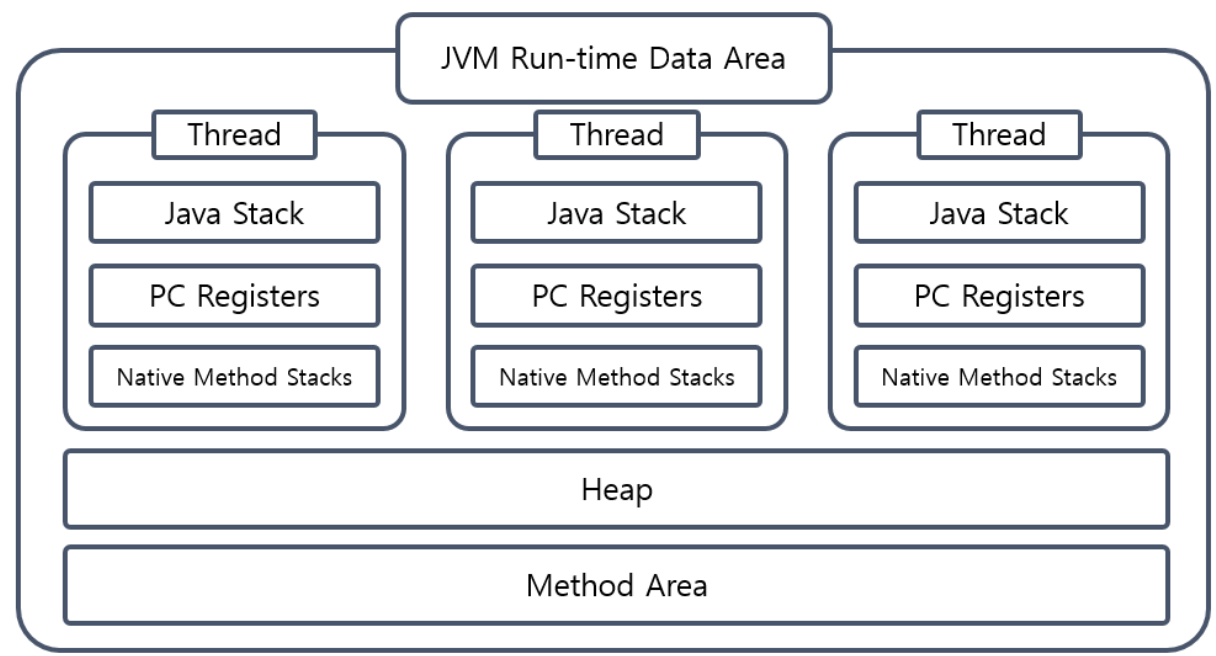 JVM Run-time Data Area
Thread
Java Stack
PC Registers
Native Method Stacks
Thread
Java Stack
PC Registers
Native Method Stacks
Thread
Java Stack
PC Registers
Native Method Stacks
Heap
Method Area